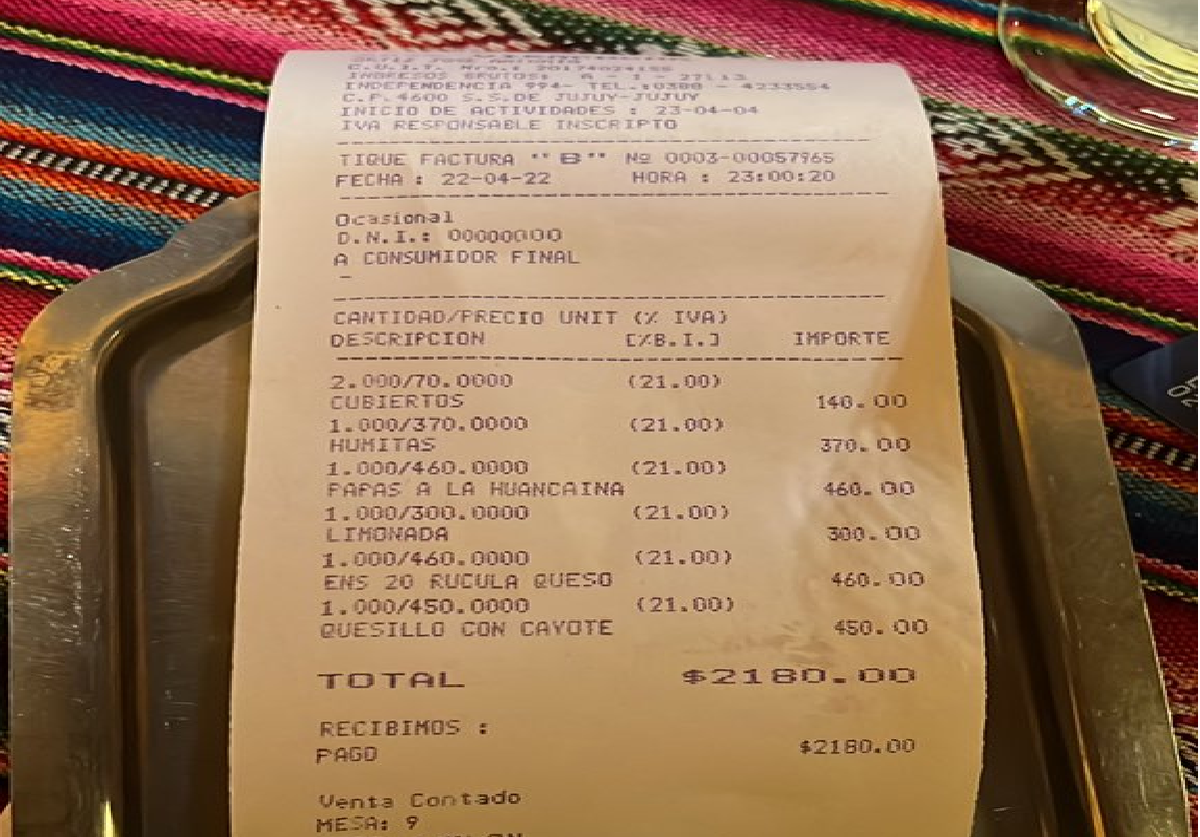 INGRESOS BRUTOS: A - 1 - 27113
INDEPENDENCIA 994- TEL.:0388 - 4233554
C.P. 4600 S.S.DE JUJUY-JUJUY
INICIO DE ACTIVIDADES : 23-04-04
IVA RESPONSABLE INSCRIPTO
TIQUE FACTURA "B" Nº 0003-00057965
FECHA : 22-04-22 HORA : 23:00:20
Ocasional
D.N.I.: 00000000
A CONSUMIDOR FINAL
-
CANTIDAD/PRECIO UNIT (% IVA)
DESCRIPCION [%B.I.] IMPORTE
2.000/70.0000 (21.00)
CUBIERTOS 140.00
1.000/370.0000 (21.00)
HUMITAS 370.00
1.000/460.0000 (21.00)
PAPAS A LA HUANCAINA 460.00
1.000/300.0000 (21.00)
LIMONADA 300.00
1.000/460.0000 (21.00)
ENS 20 RUCULA QUESO 460.00
1.000/450.0000 (21.00)
QUESILLO CON CAYOTE 450.00
TOTAL $2180.00
RECIBIMOS :
PAGO $2180.00
Venta Contado
MESA: 9